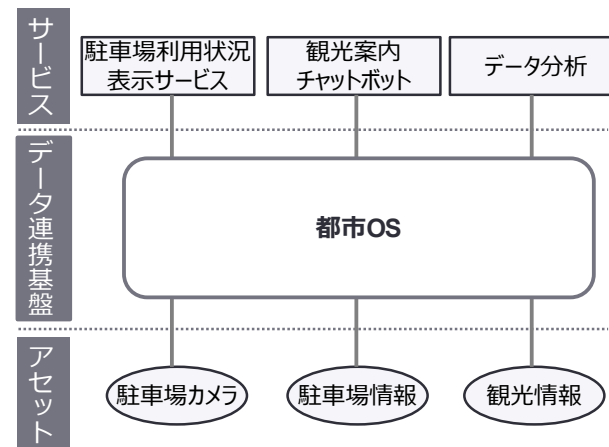 サービス
駐車場利用状況
表示サービス
観光案内
チャットボット
データ分析
データ連携基盤
都市OS
アセット
駐車場カメラ
駐車場情報
観光情報